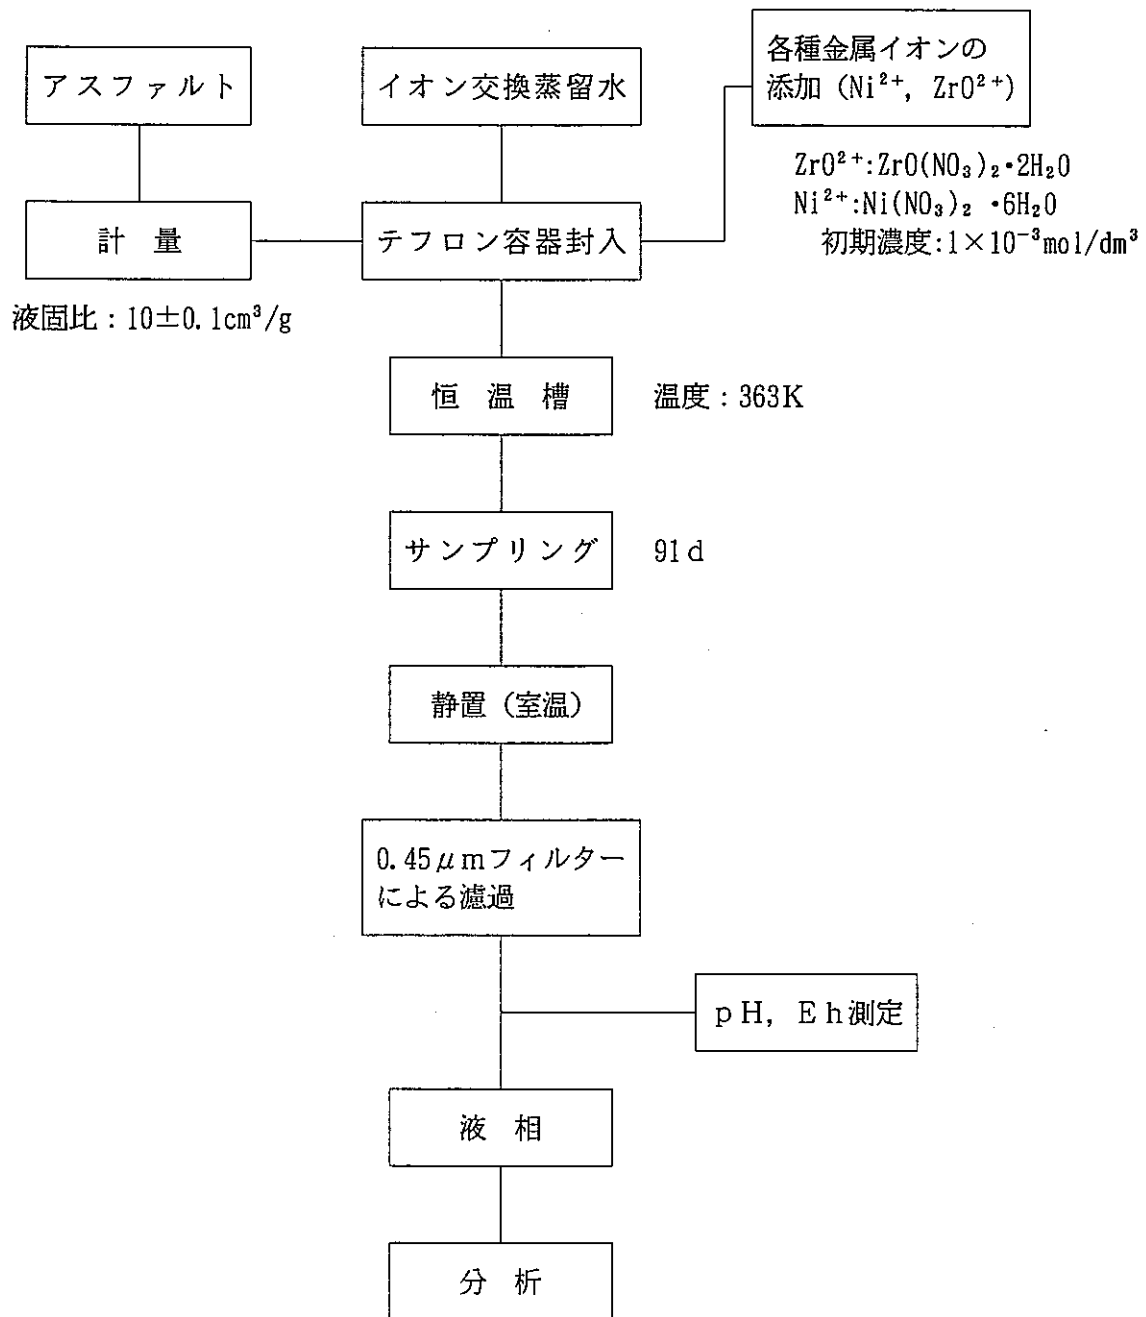 アスファルト
イオン交換蒸留水
各種金属イオンの
添加（Ni²⁺, ZrO²⁺）
ZrO²⁺:ZrO(NO₃)₂•2H₂O
Ni²⁺:Ni(NO₃)₂ •6H₂O
初期濃度:1×10⁻³mol/dm³
計 量
テフロン容器封入
液固比：10±0.1cm³/g
恒 温 槽
温度：363K
サンプリング
91d
静置（室温）
0.45μmフィルター
による濾過
pH, Eh測定
液 相
分 析